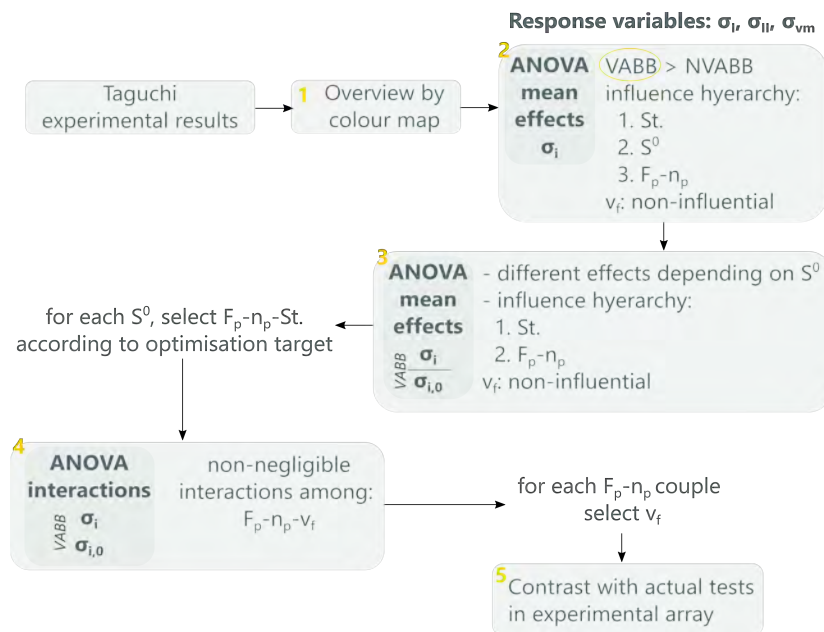 Response variables: σI, σII, σvm
Taguchi
experimental results
1 Overview by
colour map
2
ANOVA
mean
effects
σi
VABB > NVABB
influence hyerarchy:
1. St.
2. S⁰
3. Fp-np
vf: non-influential
3
ANOVA
mean
effects
VABB σi
σi,0
- different effects depending on S⁰
- influence hyerarchy:
1. St.
2. Fp-np
vf: non-influential
for each S⁰, select Fp-np-St.
according to optimisation target
4
ANOVA
interactions
VABB σi
σi,0
non-negligible
interactions among:
Fp-np-vf
for each Fp-np couple
select vf
5 Contrast with actual tests
in experimental array